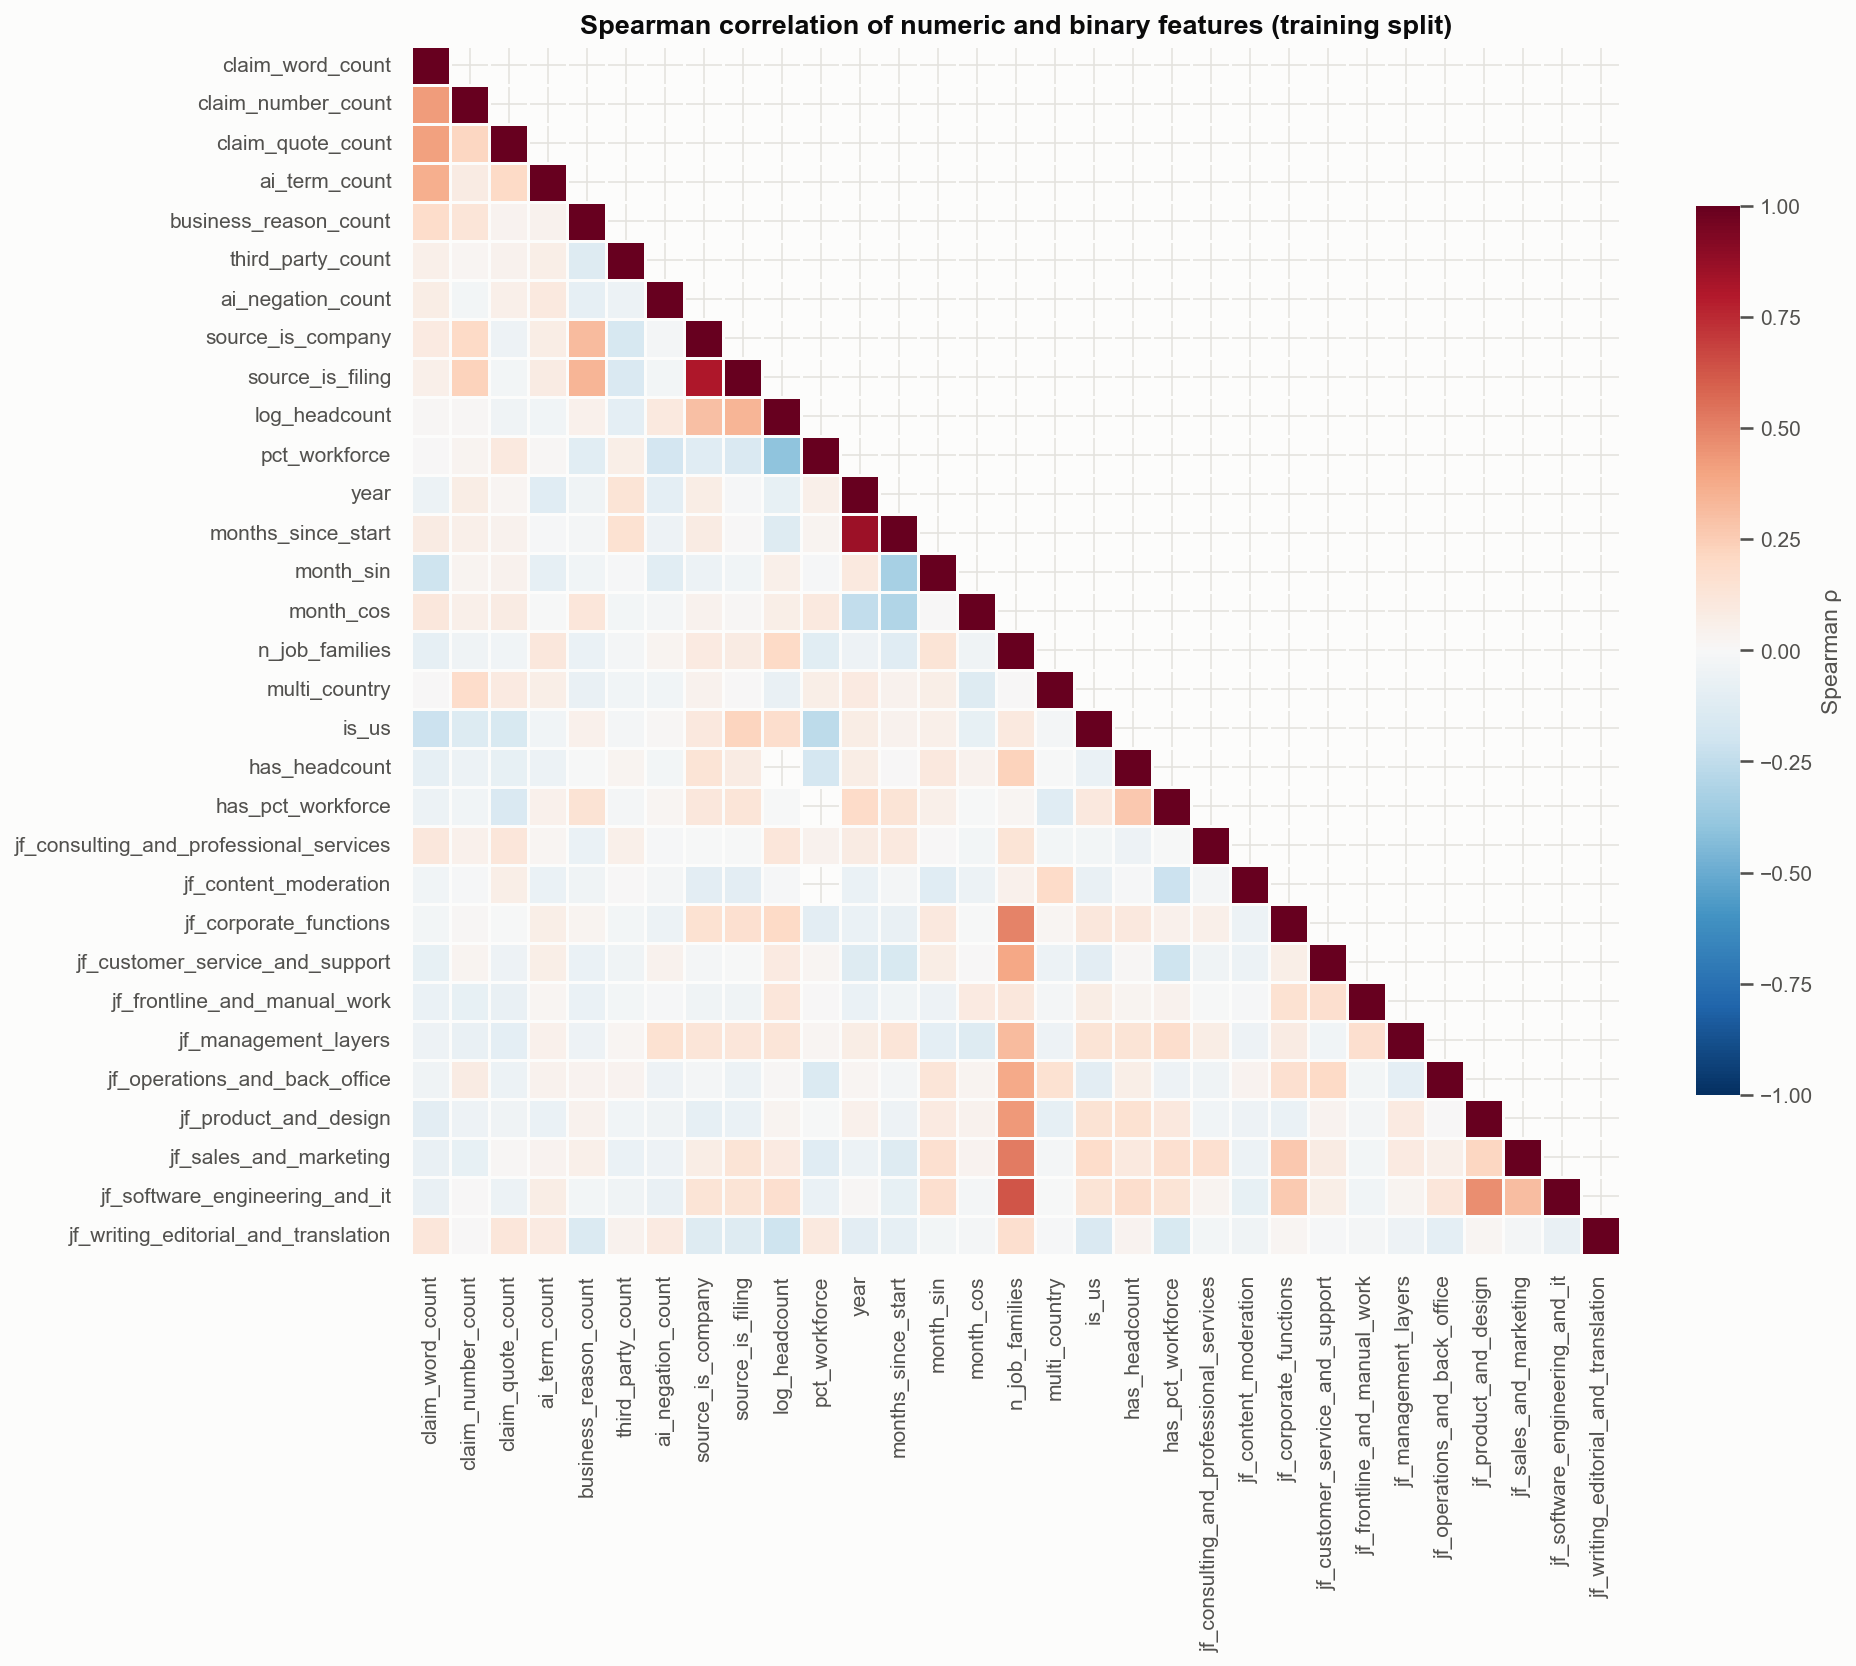 Spearman correlation of numeric and binary features (training split)
claim_word_count
claim_number_count
claim_quote_count
ai_term_count
business_reason_count
third_party_count
ai_negation_count
source_is_company
source_is_filing
log_headcount
pct_workforce
year
months_since_start
month_sin
month_cos
n_job_families
multi_country
is_us
has_headcount
has_pct_workforce
jf_consulting_and_professional_services
jf_content_moderation
jf_corporate_functions
jf_customer_service_and_support
jf_frontline_and_manual_work
jf_management_layers
jf_operations_and_back_office
jf_product_and_design
jf_sales_and_marketing
jf_software_engineering_and_it
jf_writing_editorial_and_translation
claim_word_count
claim_number_count
claim_quote_count
ai_term_count
business_reason_count
third_party_count
ai_negation_count
source_is_company
source_is_filing
log_headcount
pct_workforce
year
months_since_start
month_sin
month_cos
n_job_families
multi_country
is_us
has_headcount
has_pct_workforce
jf_consulting_and_professional_services
jf_content_moderation
jf_corporate_functions
jf_customer_service_and_support
jf_frontline_and_manual_work
jf_management_layers
jf_operations_and_back_office
jf_product_and_design
jf_sales_and_marketing
jf_software_engineering_and_it
jf_writing_editorial_and_translation
1.00
0.75
0.50
0.25
0.00
−0.25
−0.50
−0.75
−1.00
Spearman ρ